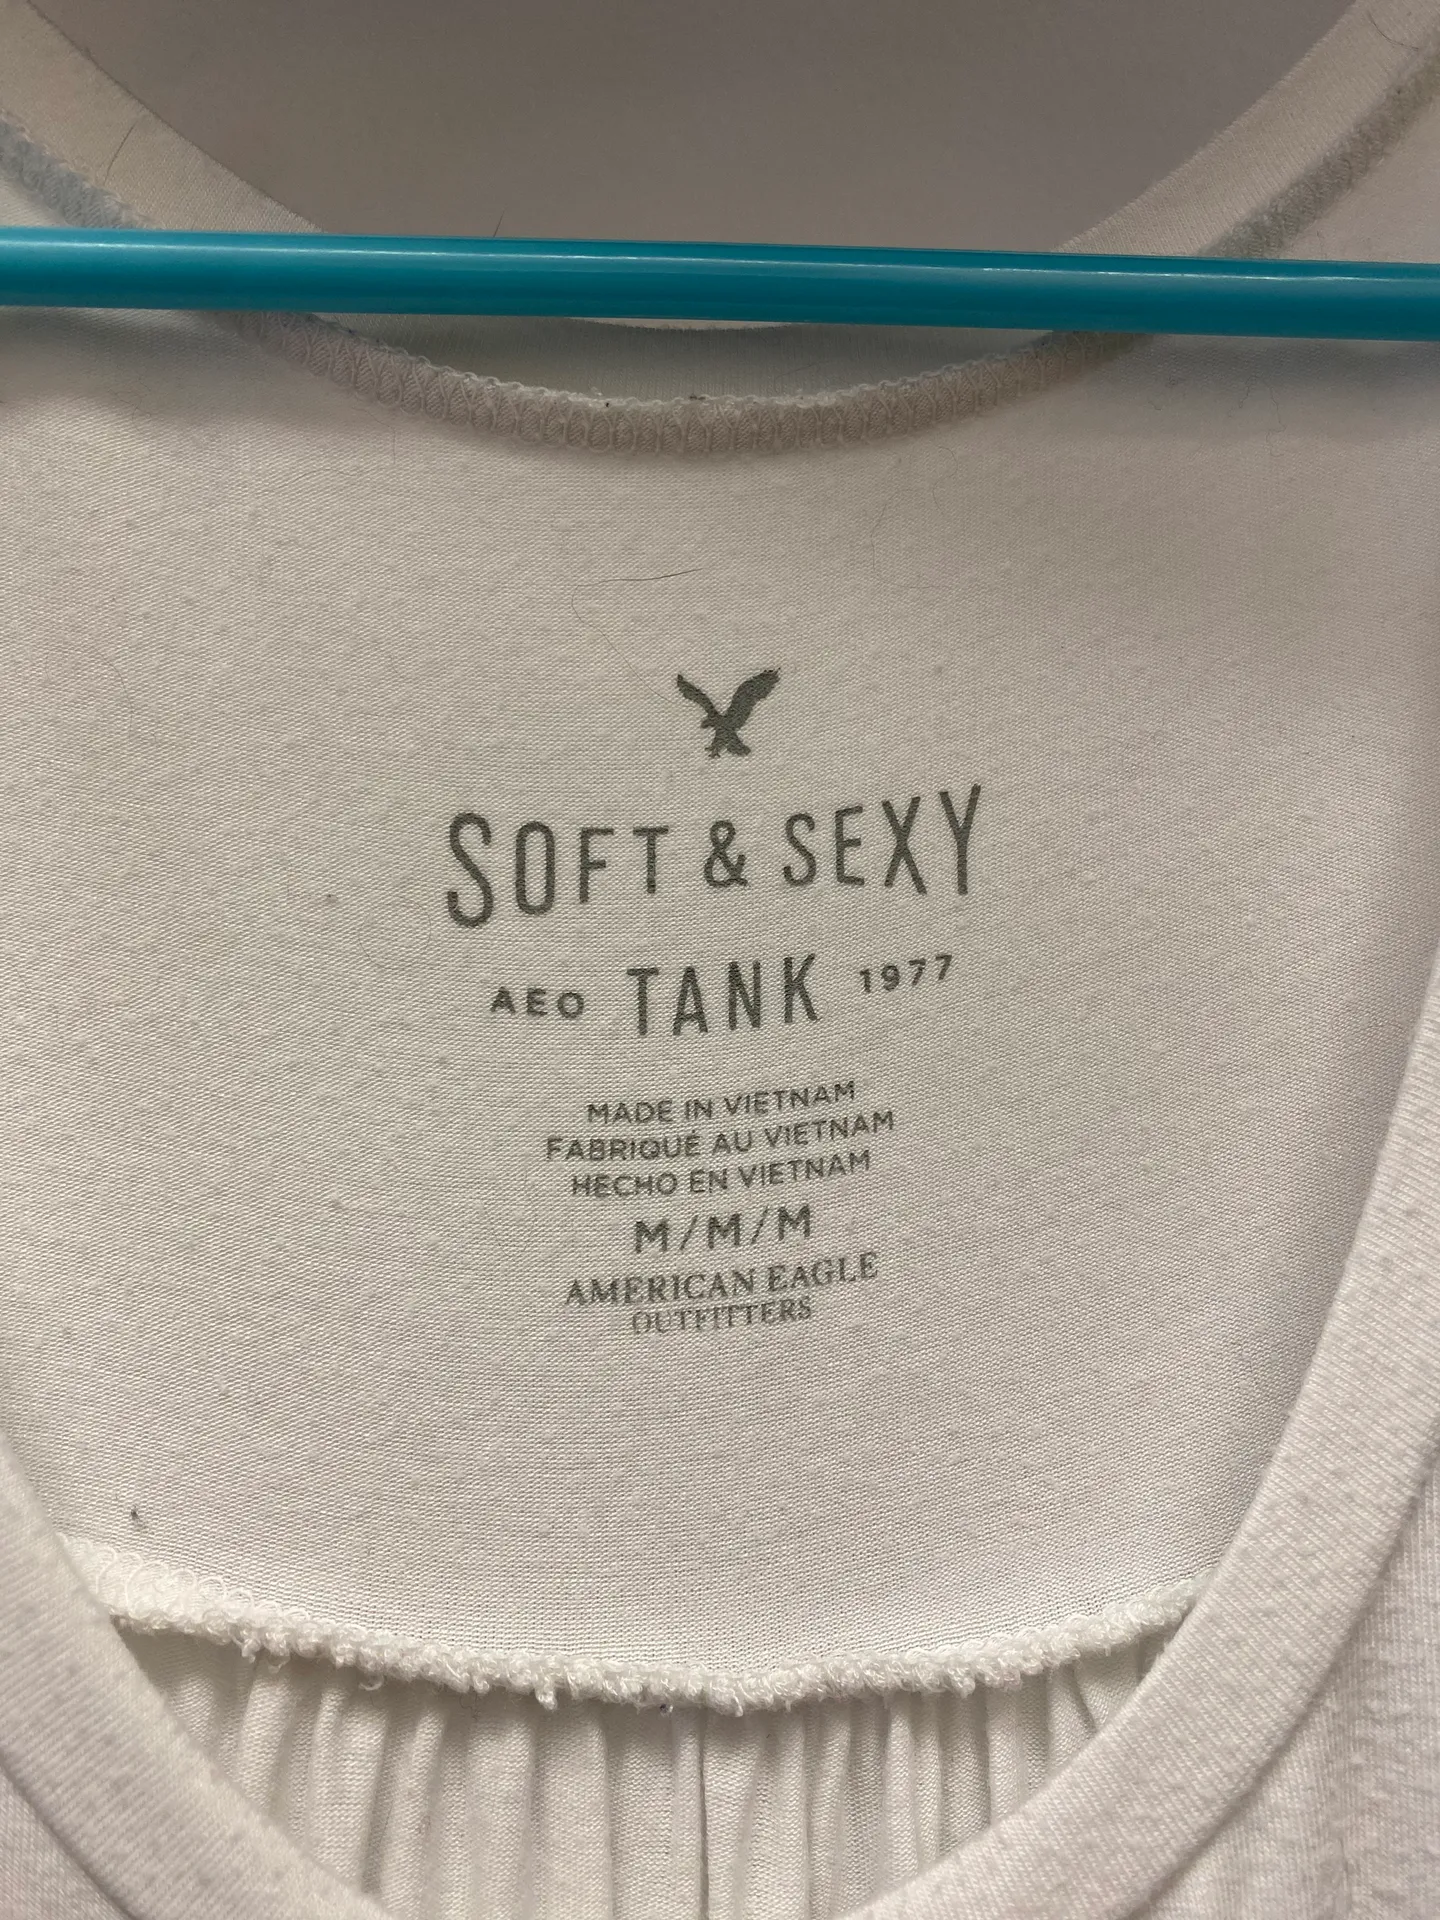 SOFT & SEXY
AEO TANK 1977
MADE IN VIETNAM
FABRIQUÉ AU VIETNAM
HECHO EN VIETNAM
M/M/M
AMERICAN EAGLE
OUTFITTERS